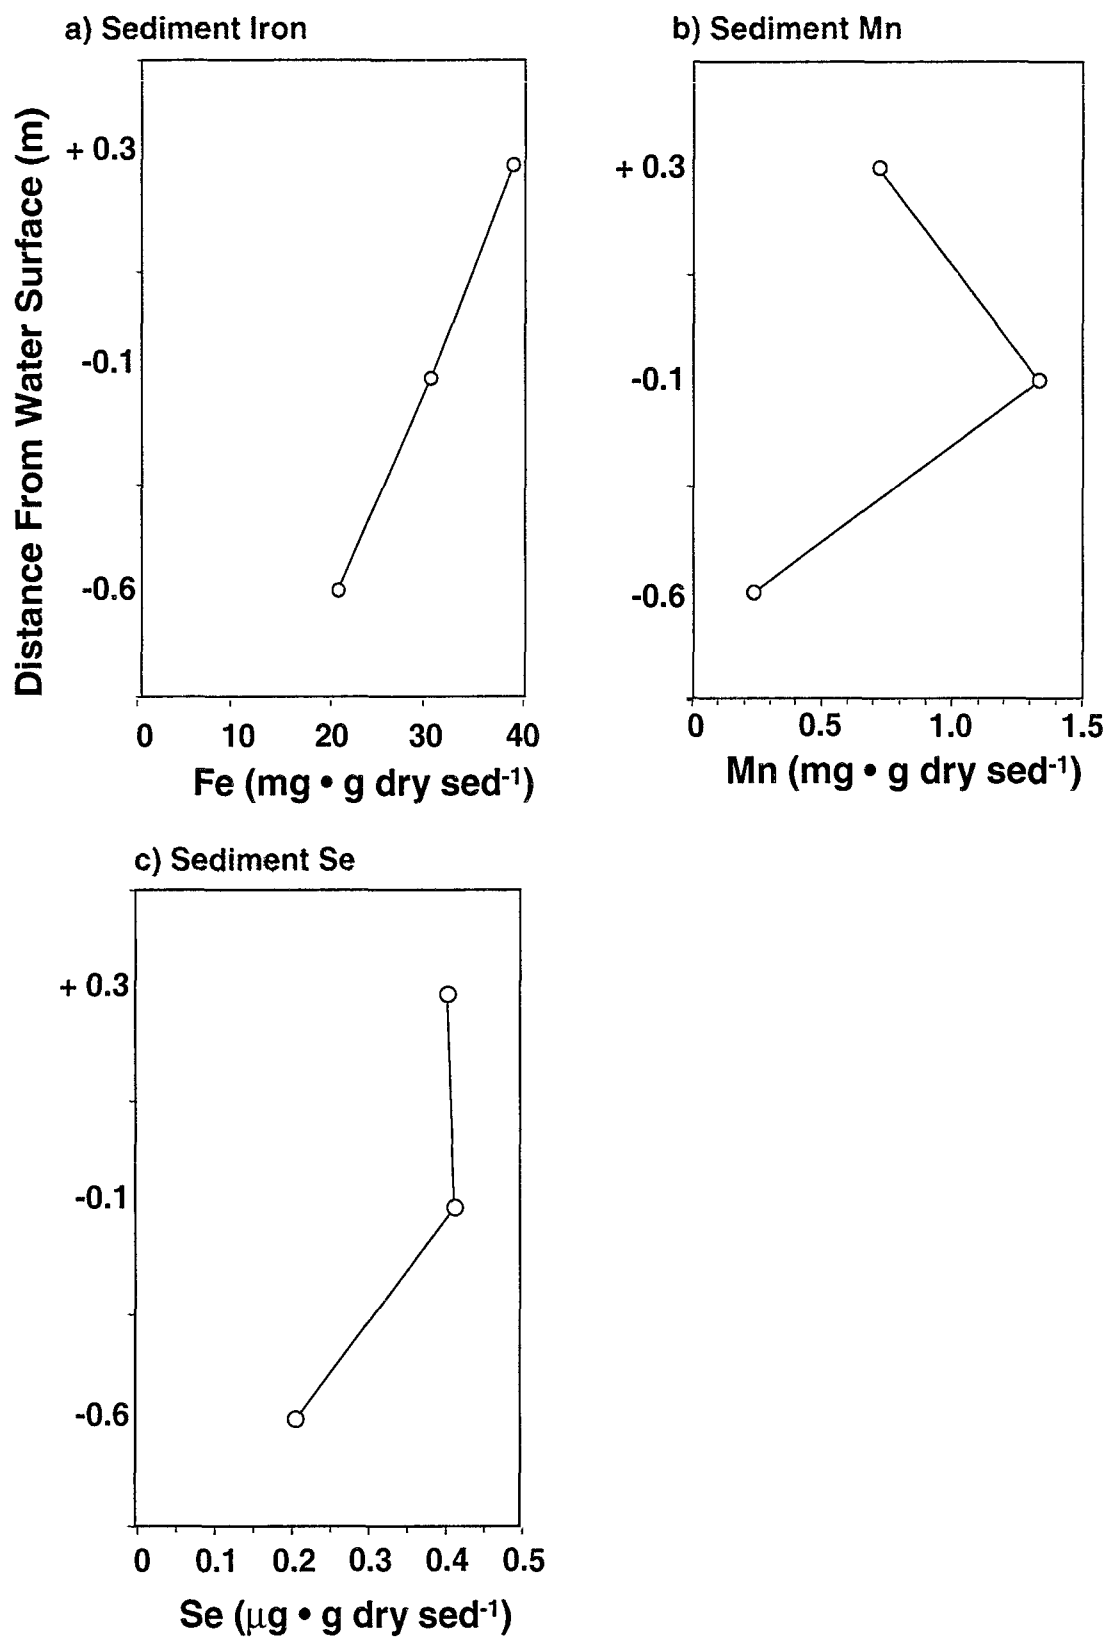 a) Sediment Iron
b) Sediment Mn
Distance From Water Surface (m)
+ 0.3
-0.1
-0.6
0 10 20 30 40
Fe (mg • g dry sed⁻¹)
+ 0.3
-0.1
-0.6
0 0.5 1.0 1.5
Mn (mg • g dry sed⁻¹)
c) Sediment Se
+ 0.3
-0.1
-0.6
0 0.1 0.2 0.3 0.4 0.5
Se (µg • g dry sed⁻¹)